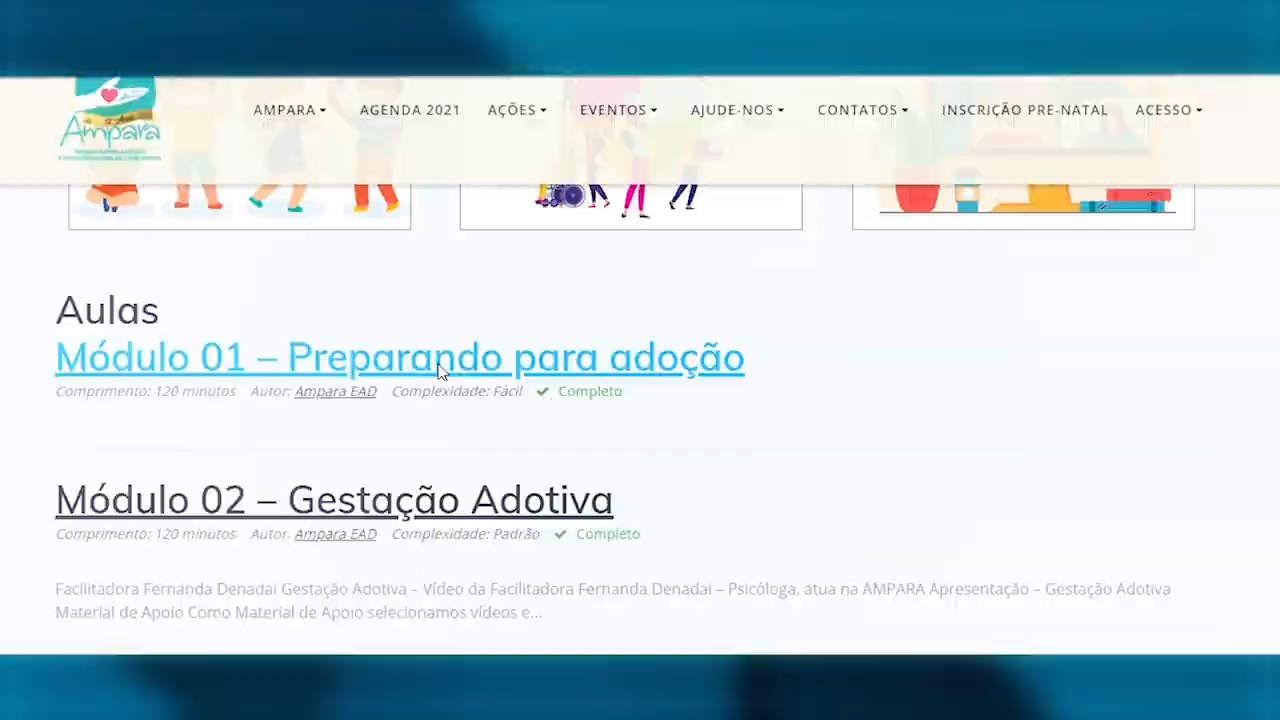 Ampara
AMPARA AGENDA 2021 AÇÕES EVENTOS AJUDE-NOS CONTATOS INSCRIÇÃO PRE-NATAL ACESSO
Aulas
Módulo 01 – Preparando para adoção
Comprimento: 120 minutos Autor: Ampara EAD Complexidade: Fácil Completo
Módulo 02 – Gestação Adotiva
Comprimento: 120 minutos Autor: Ampara EAD Complexidade: Padrão Completo
Facilitadora Fernanda Denadai Gestação Adotiva – Vídeo da Facilitadora Fernanda Denadai – Psicóloga, atua na AMPARA Apresentação – Gestação Adotiva
Material de Apoio Como Material de Apoio selecionamos vídeos e...